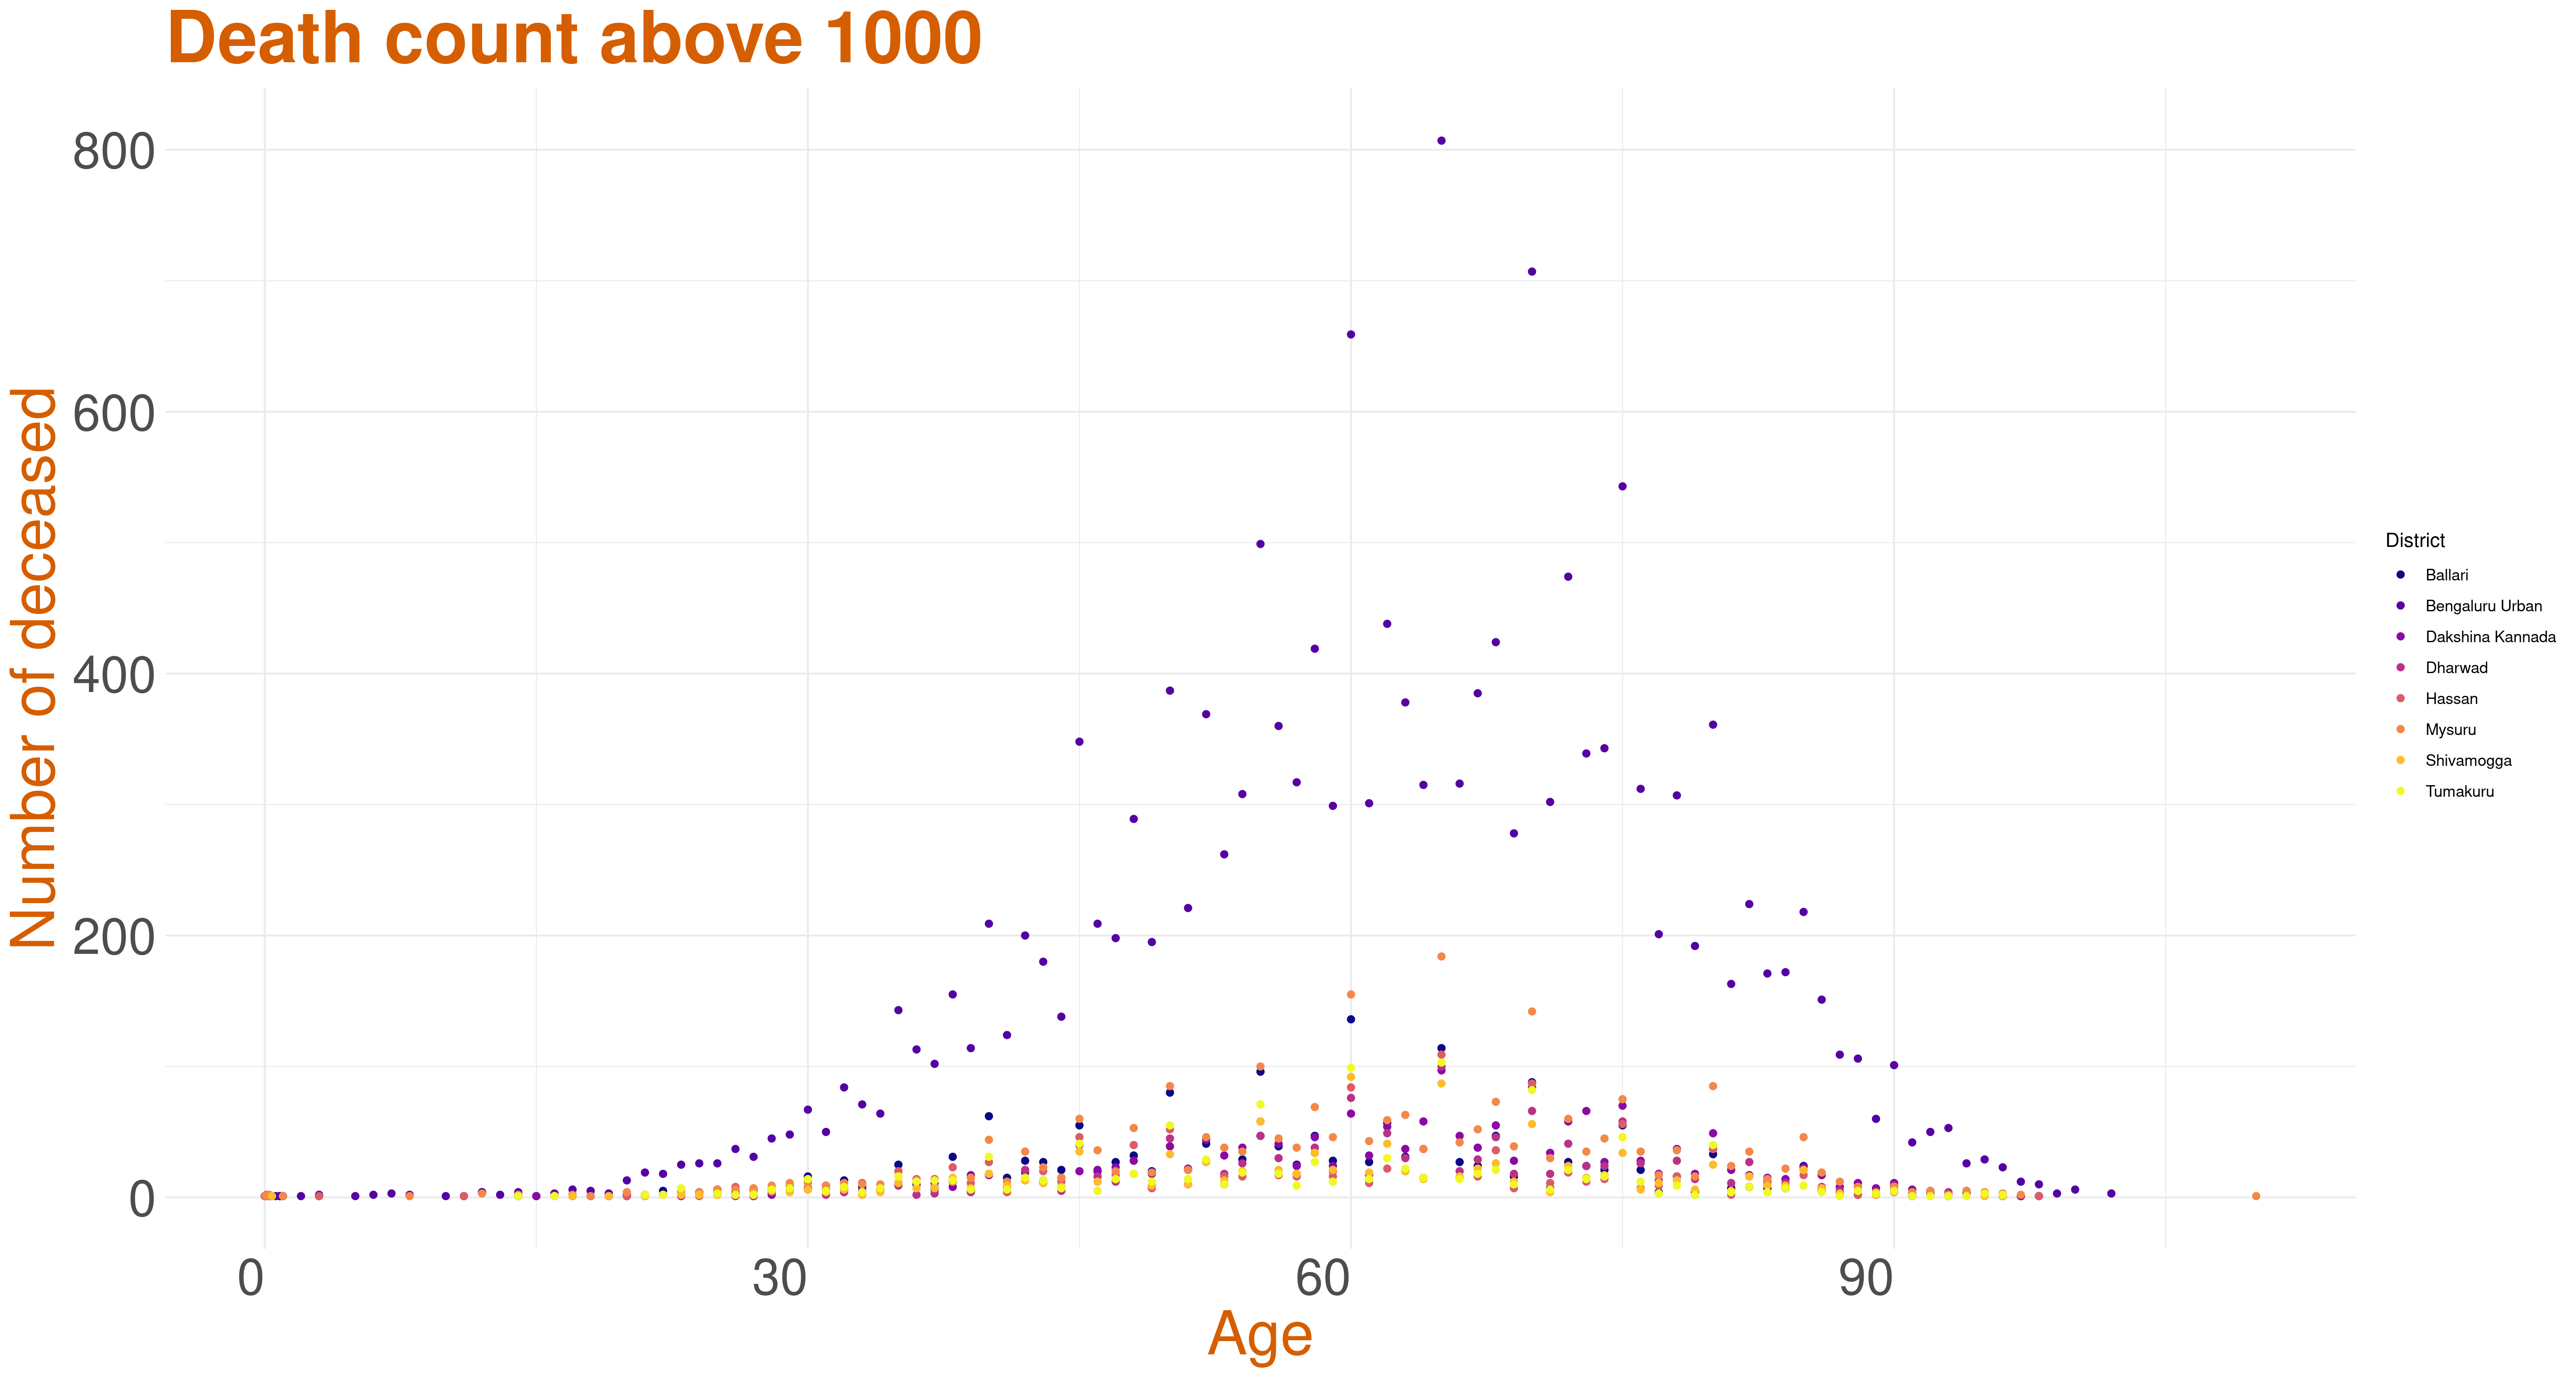 Death count above 1000
Number of deceased
800
600
400
200
0
0 30 60 90
Age
District
Ballari
Bengaluru Urban
Dakshina Kannada
Dharwad
Hassan
Mysuru
Shivamogga
Tumakuru